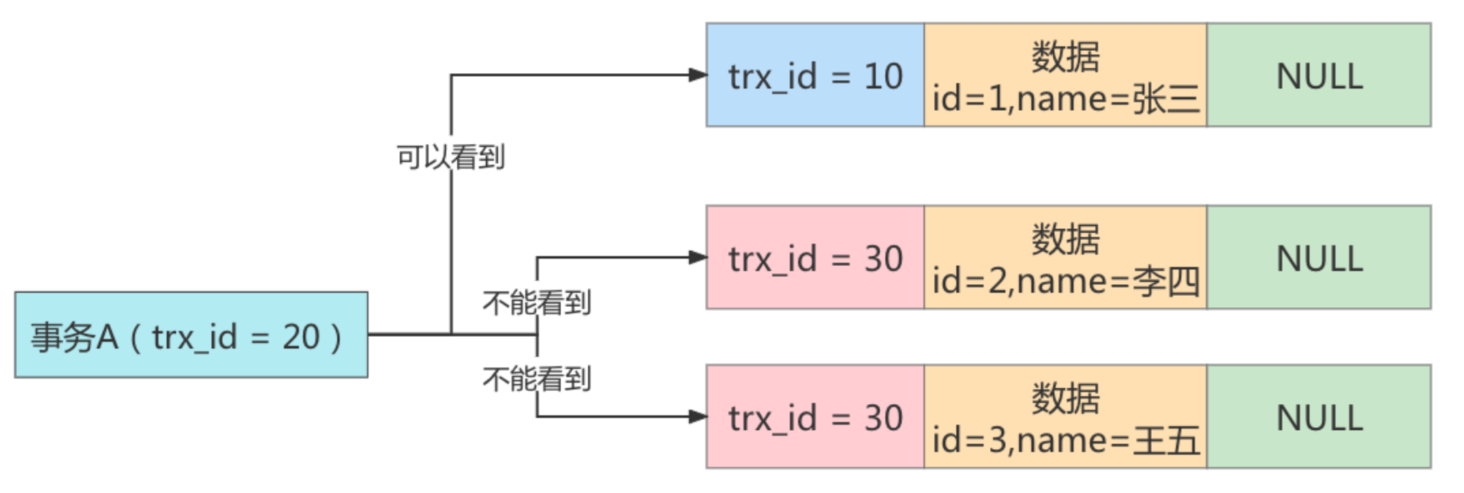 trx_id = 10
数据
id=1,name=张三
NULL
可以看到
trx_id = 30
数据
id=2,name=李四
NULL
不能看到
事务A ( trx_id = 20 )
不能看到
trx_id = 30
数据
id=3,name=王五
NULL